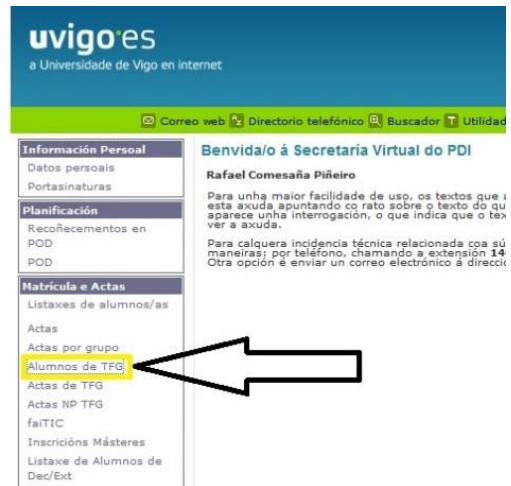 uvigo·es
a Universidade de Vigo en internet
Correo web Directorio telefónico Buscador Utilidad
Información Persoal
Datos persoais
Portasinaturas
Planificación
Recoñecementos en
POD
POD
Matrícula e Actas
Listaxes de alumnos/as
Actas
Actas por grupo
Alumnos de TFG
Actas de TFG
Actas NP TFG
faiTIC
Inscricións Másteres
Listaxe de Alumnos de
Dec/Ext
Benvida/o á Secretaría Virtual do PDI
Rafael Comesaña Piñeiro
Para unha maior facilidade de uso, os textos que a
esta axuda apuntando co rato sobre o texto do qu
aparece unha interrogación, o que indica que o tex
ver a axuda.
Para calquera incidencia técnica relacionada coa sú
maneiras: por teléfono, chamando a extensión 14
Otra opción é enviar un correo electrónico á direcció